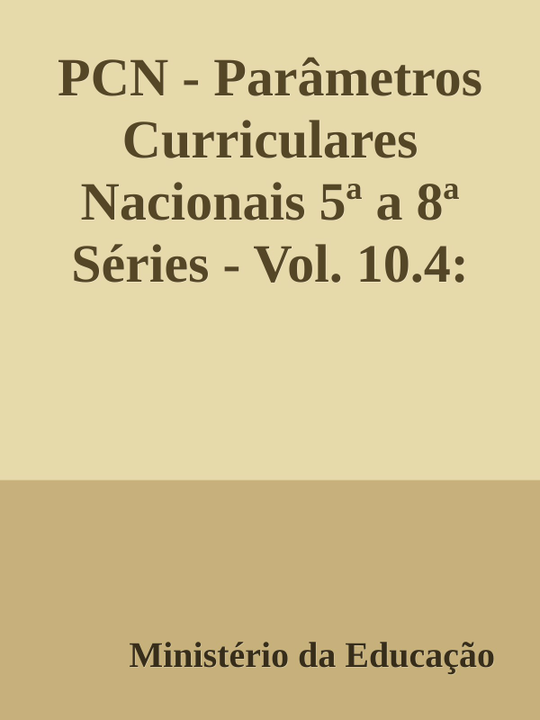 PCN - Parâmetros
Curriculares
Nacionais 5ª a 8ª
Séries - Vol. 10.4:
Ministério da Educação